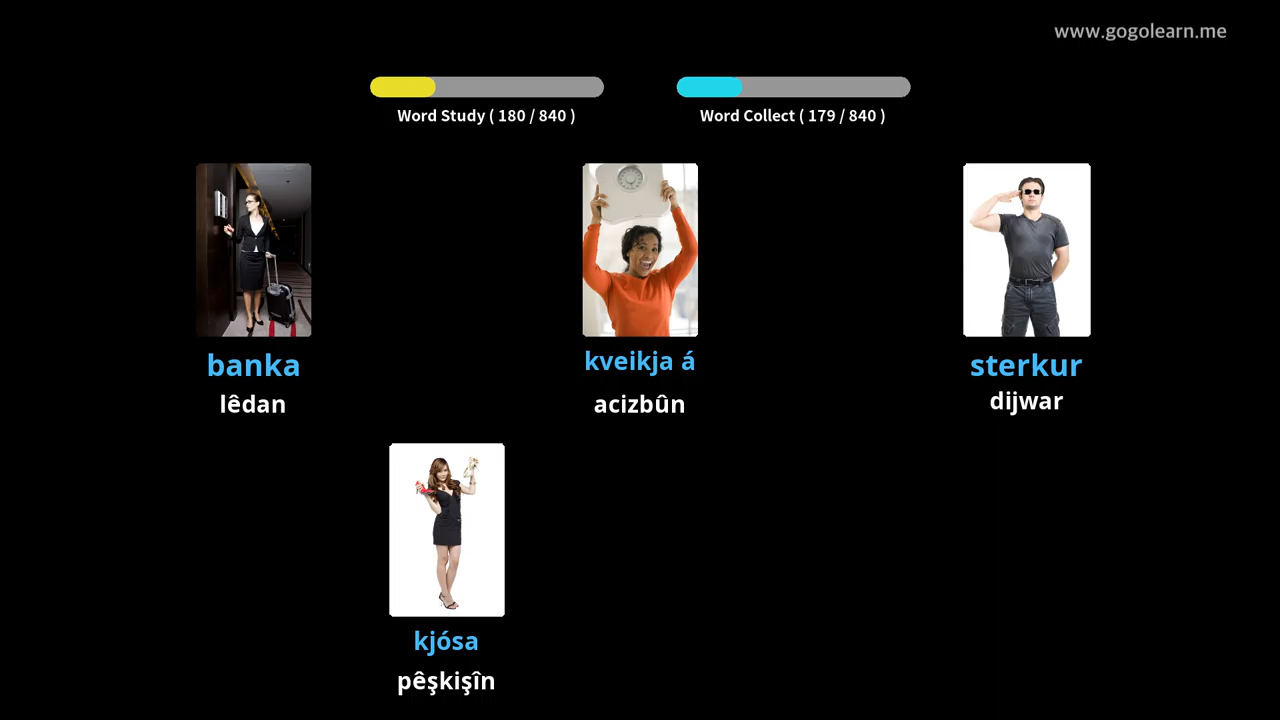 www.gogolearn.me
Word Study ( 180 / 840 )
Word Collect ( 179 / 840 )
banka
lêdan
kveikja á
acizbûn
sterkur
dijwar
kjósa
pêşkişîn